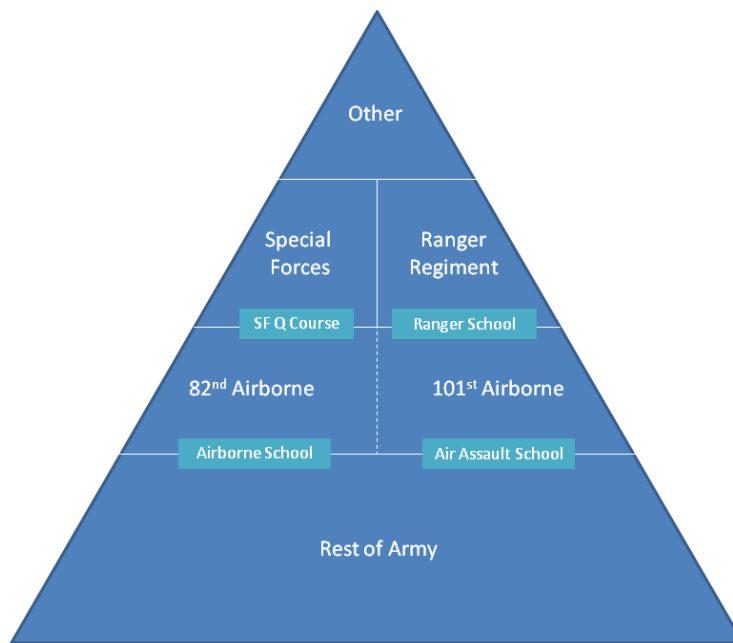 Other
Special
Forces
Ranger
Regiment
SF Q Course
Ranger School
82nd Airborne
101st Airborne
Airborne School
Air Assault School
Rest of Army